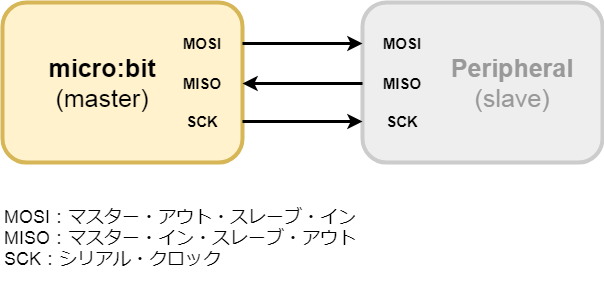 micro:bit
(master)
MOSI
MISO
SCK
MOSI
MISO
SCK
Peripheral
(slave)
MOSI：マスター・アウト・スレーブ・イン
MISO：マスター・イン・スレーブ・アウト
SCK：シリアル・クロック